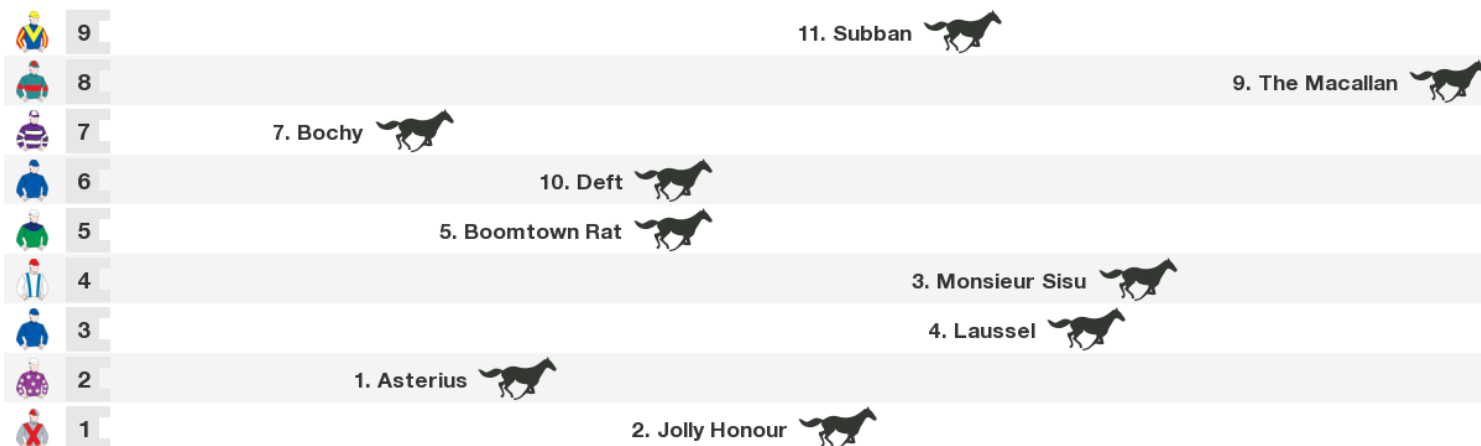 9 11. Subban
8 9. The Macallan
7 7. Bochy
6 10. Deft
5 5. Boomtown Rat
4 3. Monsieur Sisu
3 4. Laussel
2 1. Asterius
1 2. Jolly Honour